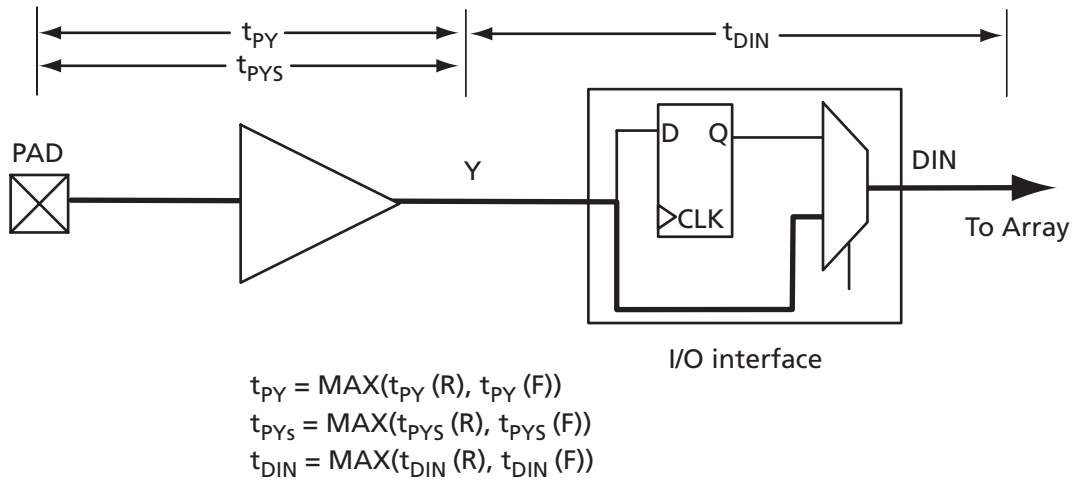 tPY
tPYS
tDIN
PAD
Y
D Q
CLK
DIN
To Array
I/O interface
tPY = MAX(tPY (R), tPY (F))
tPYs = MAX(tPYS (R), tPYS (F))
tDIN = MAX(tDIN (R), tDIN (F))